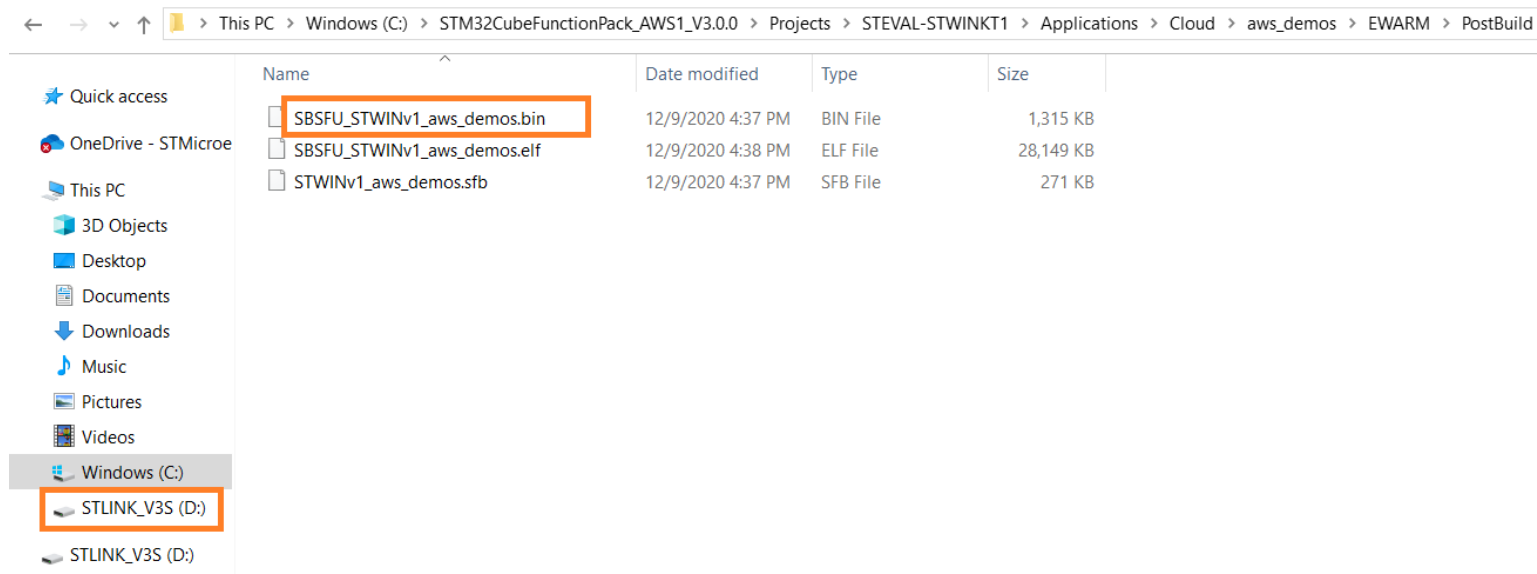 This PC > Windows (C:) > STM32CubeFunctionPack_AWS1_V3.0.0 > Projects > STEVAL-STWINKT1 > Applications > Cloud > aws_demos > EWARM > PostBuild
Name Date modified Type Size
SBSFU_STWINv1_aws_demos.bin 12/9/2020 4:37 PM BIN File 1,315 KB
SBSFU_STWINv1_aws_demos.elf 12/9/2020 4:38 PM ELF File 28,149 KB
STWINv1_aws_demos.sfb 12/9/2020 4:37 PM SFB File 271 KB
Quick access
OneDrive - STMicroe
This PC
3D Objects
Desktop
Documents
Downloads
Music
Pictures
Videos
Windows (C:)
STLINK_V3S (D:)
STLINK_V3S (D:)